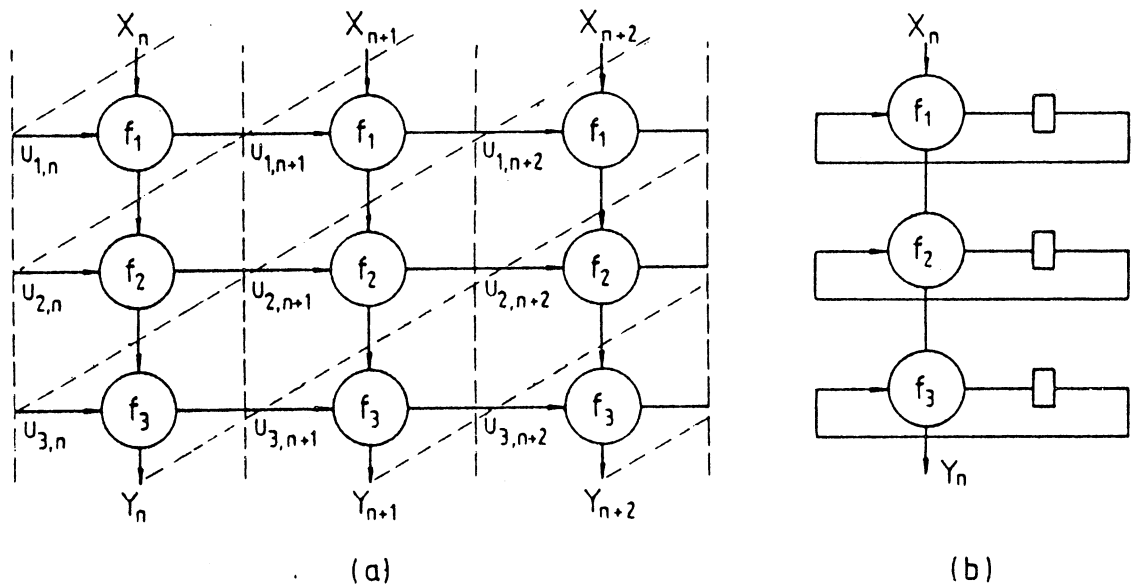 X_n X_{n+1} X_{n+2} X_n
f_1 f_1 f_1 f_1
U_{1,n} U_{1,n+1} U_{1,n+2}
f_2 f_2 f_2 f_2
U_{2,n} U_{2,n+1} U_{2,n+2}
f_3 f_3 f_3 f_3
U_{3,n} U_{3,n+1} U_{3,n+2}
Y_n Y_{n+1} Y_{n+2} Y_n
(a) (b)